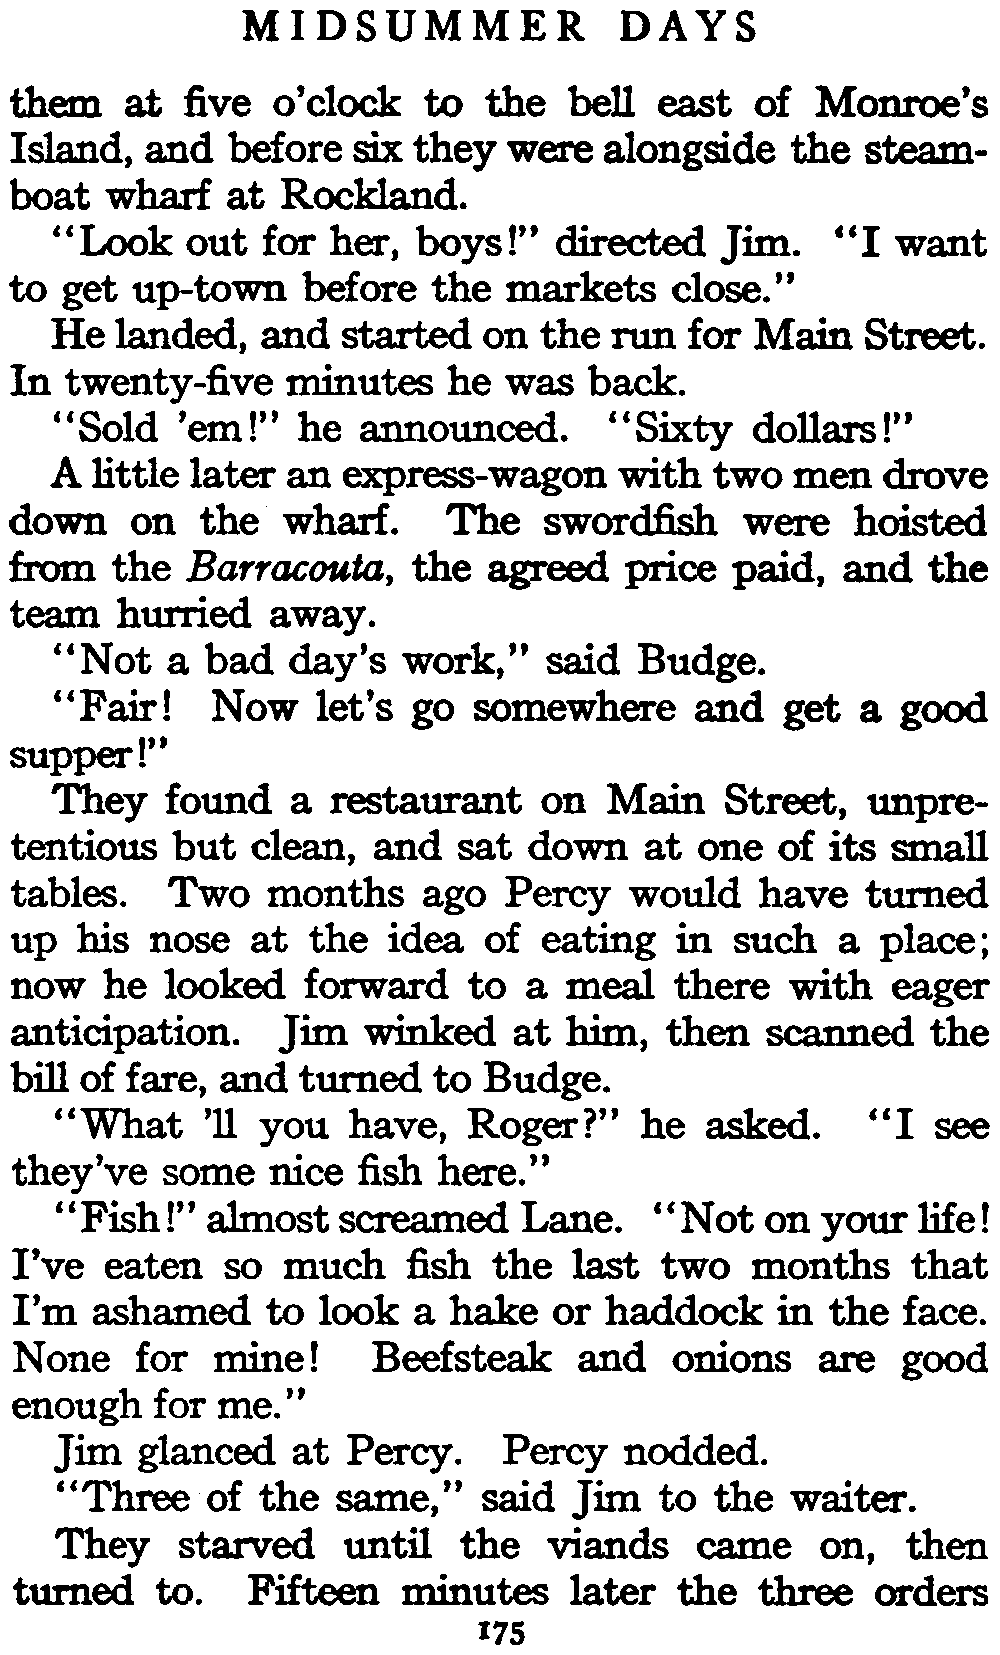 MIDSUMMER DAYS
them at five o'clock to the bell east of Monroe's
Island, and before six they were alongside the steam-
boat wharf at Rockland.
"Look out for her, boys!" directed Jim. "I want
to get up-town before the markets close."
He landed, and started on the run for Main Street.
In twenty-five minutes he was back.
"Sold 'em!" he announced. "Sixty dollars!"
A little later an express-wagon with two men drove
down on the wharf. The swordfish were hoisted
from the Barracouta, the agreed price paid, and the
team hurried away.
"Not a bad day's work," said Budge.
"Fair! Now let's go somewhere and get a good
supper!"
They found a restaurant on Main Street, unpre-
tentious but clean, and sat down at one of its small
tables. Two months ago Percy would have turned
up his nose at the idea of eating in such a place;
now he looked forward to a meal there with eager
anticipation. Jim winked at him, then scanned the
bill of fare, and turned to Budge.
"What 'll you have, Roger?" he asked. "I see
they've some nice fish here."
"Fish!" almost screamed Lane. "Not on your life!
I've eaten so much fish the last two months that
I'm ashamed to look a hake or haddock in the face.
None for mine! Beefsteak and onions are good
enough for me."
Jim glanced at Percy. Percy nodded.
"Three of the same," said Jim to the waiter.
They starved until the viands came on, then
turned to. Fifteen minutes later the three orders
175